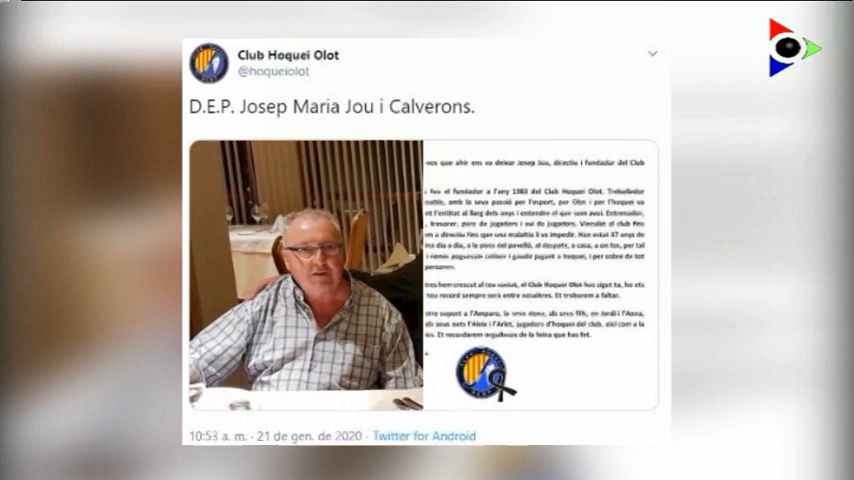 Club Hoquei Olot
@hoqueiolot
D.E.P. Josep Maria Jou i Calverons.
-vos que ahir ens va deixar Josep Jou, directiu i fundador del Club
fou el fundador a l'any 1983 del Club Hoquei Olot. Treballador
amb la seva passió per l'esport, per Olot i per l'hoquei va
l'entitat al llarg dels anys i entendre el que som avui. Entrenador,
tresorer, pare de jugadors i avi de jugadors. Vinculat al club fins
a directiu fins que una malaltia li va impedir. Han estat 37 anys de
dia a dia, a la pista del pavelló, al despatx, a casa, a on fos, per tal
i nenes poguessin créixer i gaudir jugant a hoquei, i per sobre de tot
persones.
hem crescut al teu costat, el Club Hoquei Olot has sigut tu, ho ets
teu record sempre serà entre nosaltres. Et trobarem a faltar.
suport a l'Amparo, la seva dona, als seus fills, en Jordi i l'Anna,
als seus nets l'Aleix i l'Arlet, jugadors d'hoquei del club, així com a la
Et recordarem orgullosos de la feina que has fet.
OLOT
10:53 a. m. · 21 de gen. de 2020 · Twitter for Android